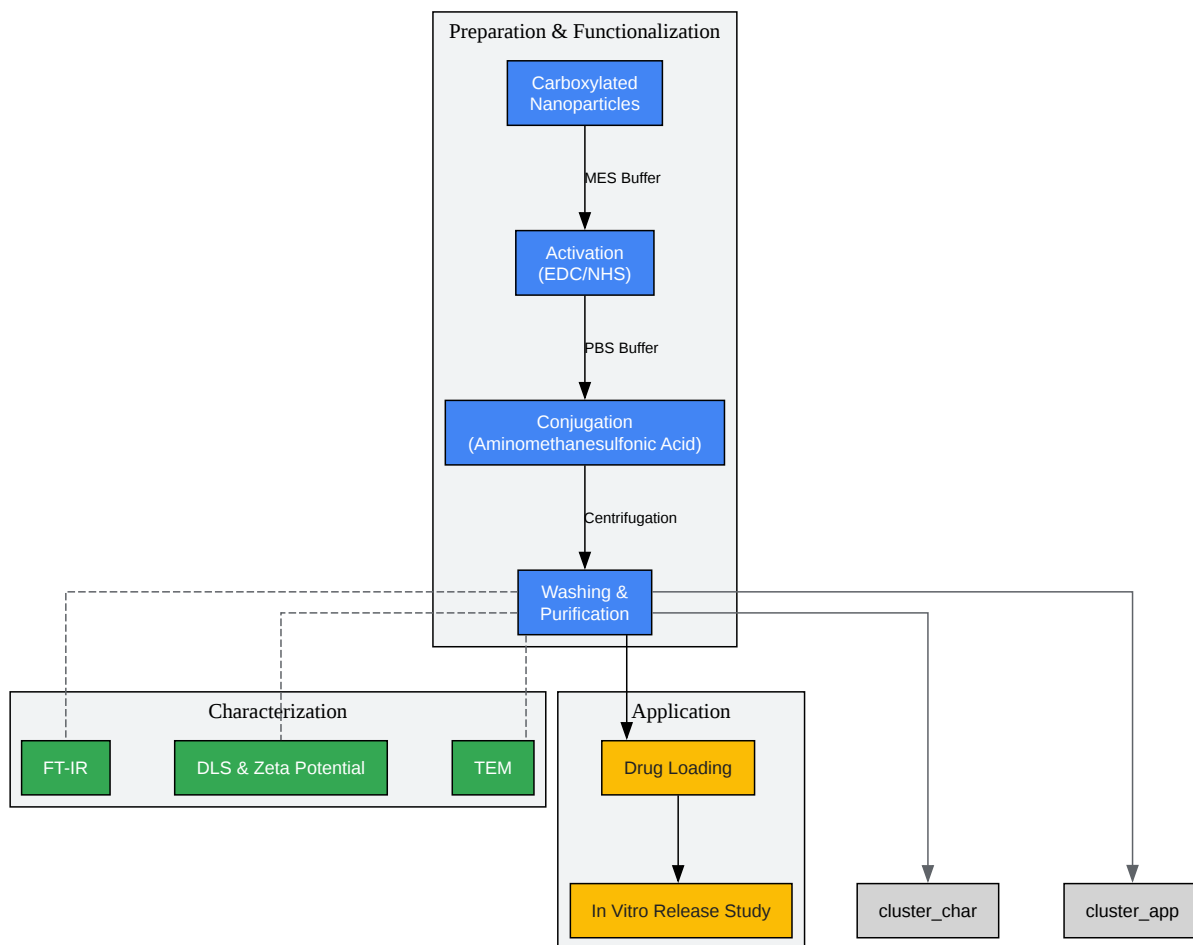 Preparation & Functionalization
Carboxylated
Nanoparticles
MES Buffer
Activation
(EDC/NHS)
PBS Buffer
Conjugation
(Aminomethanesulfonic Acid)
Centrifugation
Washing &
Purification
Characterization
Application
FT-IR
DLS & Zeta Potential
TEM
Drug Loading
In Vitro Release Study
cluster_char
cluster_app